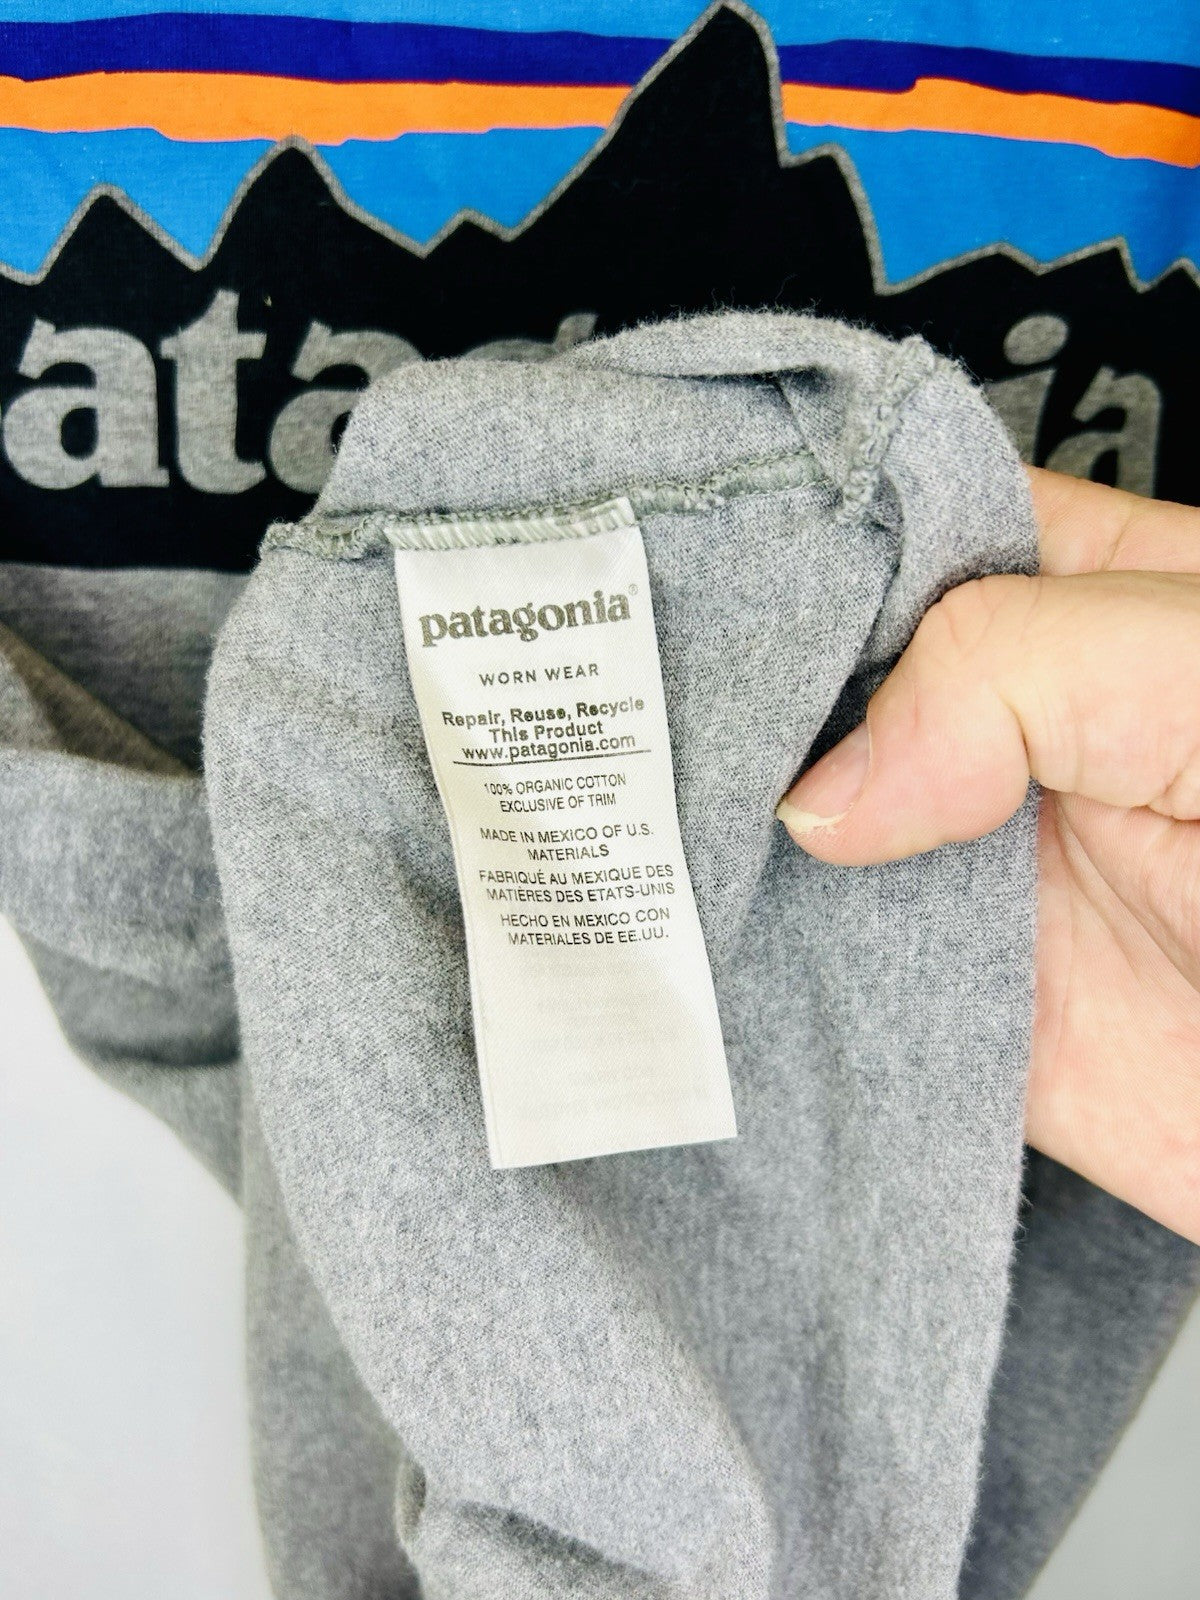 patagonia
patagonia®
WORN WEAR
Repair, Reuse, Recycle
This Product
www.patagonia.com
100% ORGANIC COTTON
EXCLUSIVE OF TRIM
MADE IN MEXICO OF U.S.
MATERIALS
FABRIQUÉ AU MEXIQUE DES
MATIÈRES DES ETATS-UNIS
HECHO EN MEXICO CON
MATERIALES DE EE.UU.